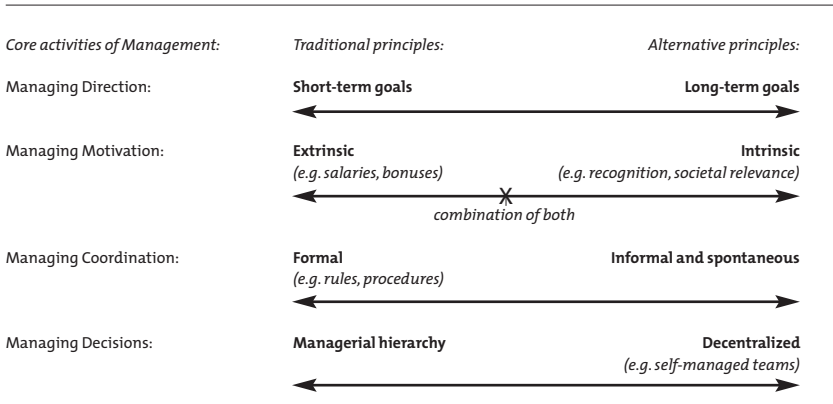 Core activities of Management: Traditional principles: Alternative principles:
Managing Direction: Short-term goals Long-term goals
Managing Motivation: Extrinsic Intrinsic
(e.g. salaries, bonuses) (e.g. recognition, societal relevance)
X
combination of both
Managing Coordination: Formal Informal and spontaneous
(e.g. rules, procedures)
Managing Decisions: Managerial hierarchy Decentralized
(e.g. self-managed teams)